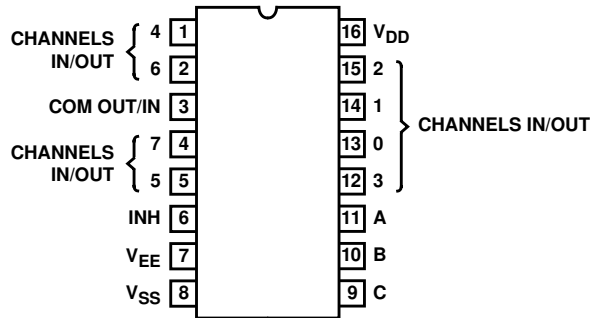 CHANNELS IN/OUT
4 1
6 2
COM OUT/IN 3
CHANNELS IN/OUT
7 4
5 5
INH 6
VEE 7
VSS 8
16 VDD
15 2
14 1
13 0
12 3
CHANNELS IN/OUT
11 A
10 B
9 C